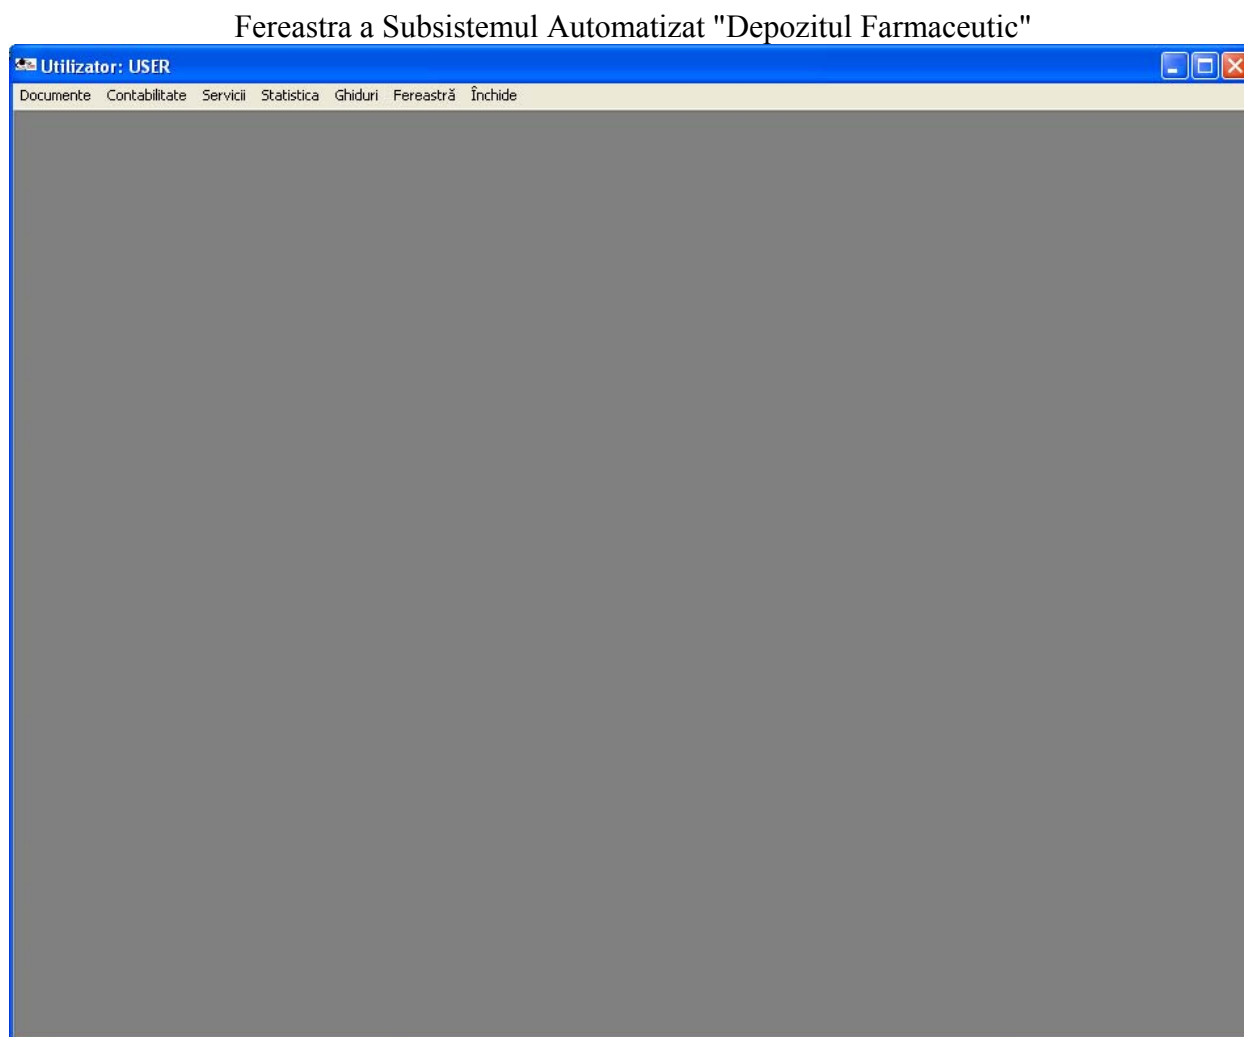 Fereastra a Subsistemul Automatizat "Depozitul Farmaceutic"
Utilizator: USER
Documente Contabilitate Servicii Statistica Ghiduri Fereastră Închide